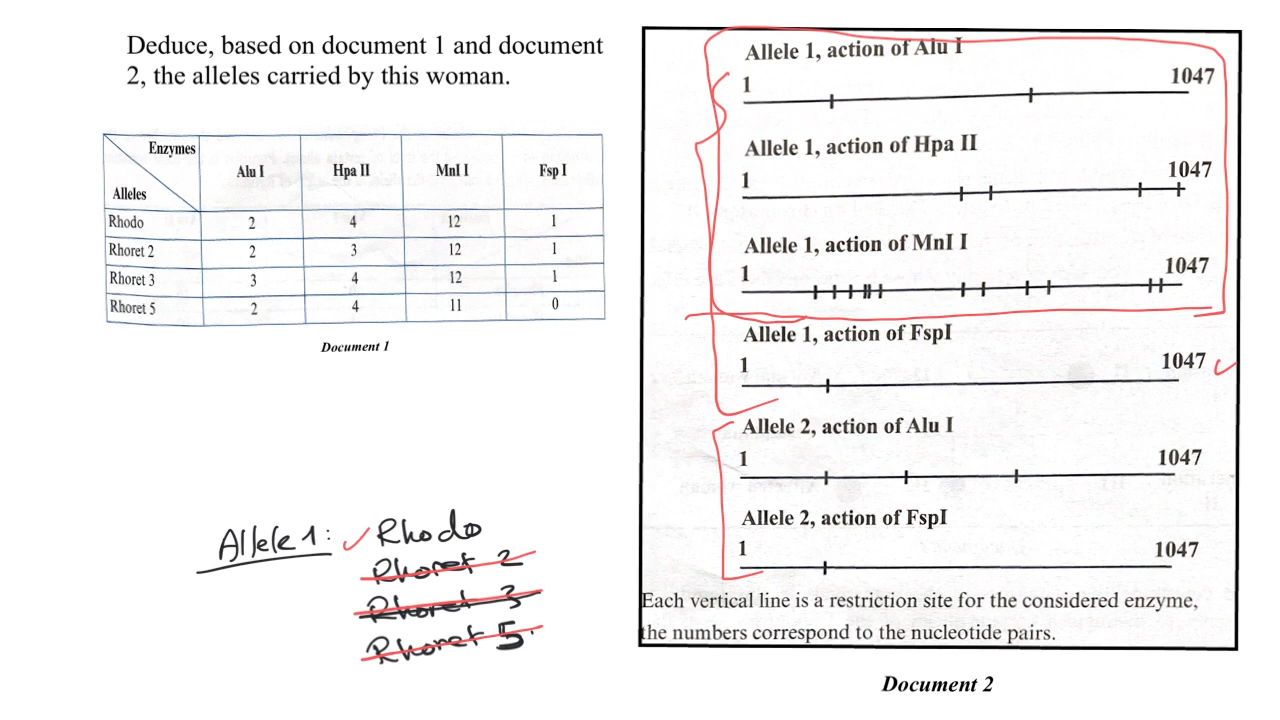 Deduce, based on document 1 and document
2, the alleles carried by this woman.
Enzymes
Alleles
Alu I Hpa II MnI I Fsp I
Rhodo 2 4 12 1
Rhoret 2 2 3 12 1
Rhoret 3 3 4 12 1
Rhoret 5 2 4 11 0
Document 1
Allele 1: Rhodo
Rhoret 2
Rhoret 3
Rhoret 5
Allele 1, action of Alu I
1 1047
Allele 1, action of Hpa II
1 1047
Allele 1, action of MnI I
1 1047
Allele 1, action of FspI
1 1047
Allele 2, action of Alu I
1 1047
Allele 2, action of FspI
1 1047
Each vertical line is a restriction site for the considered enzyme,
the numbers correspond to the nucleotide pairs.
Document 2